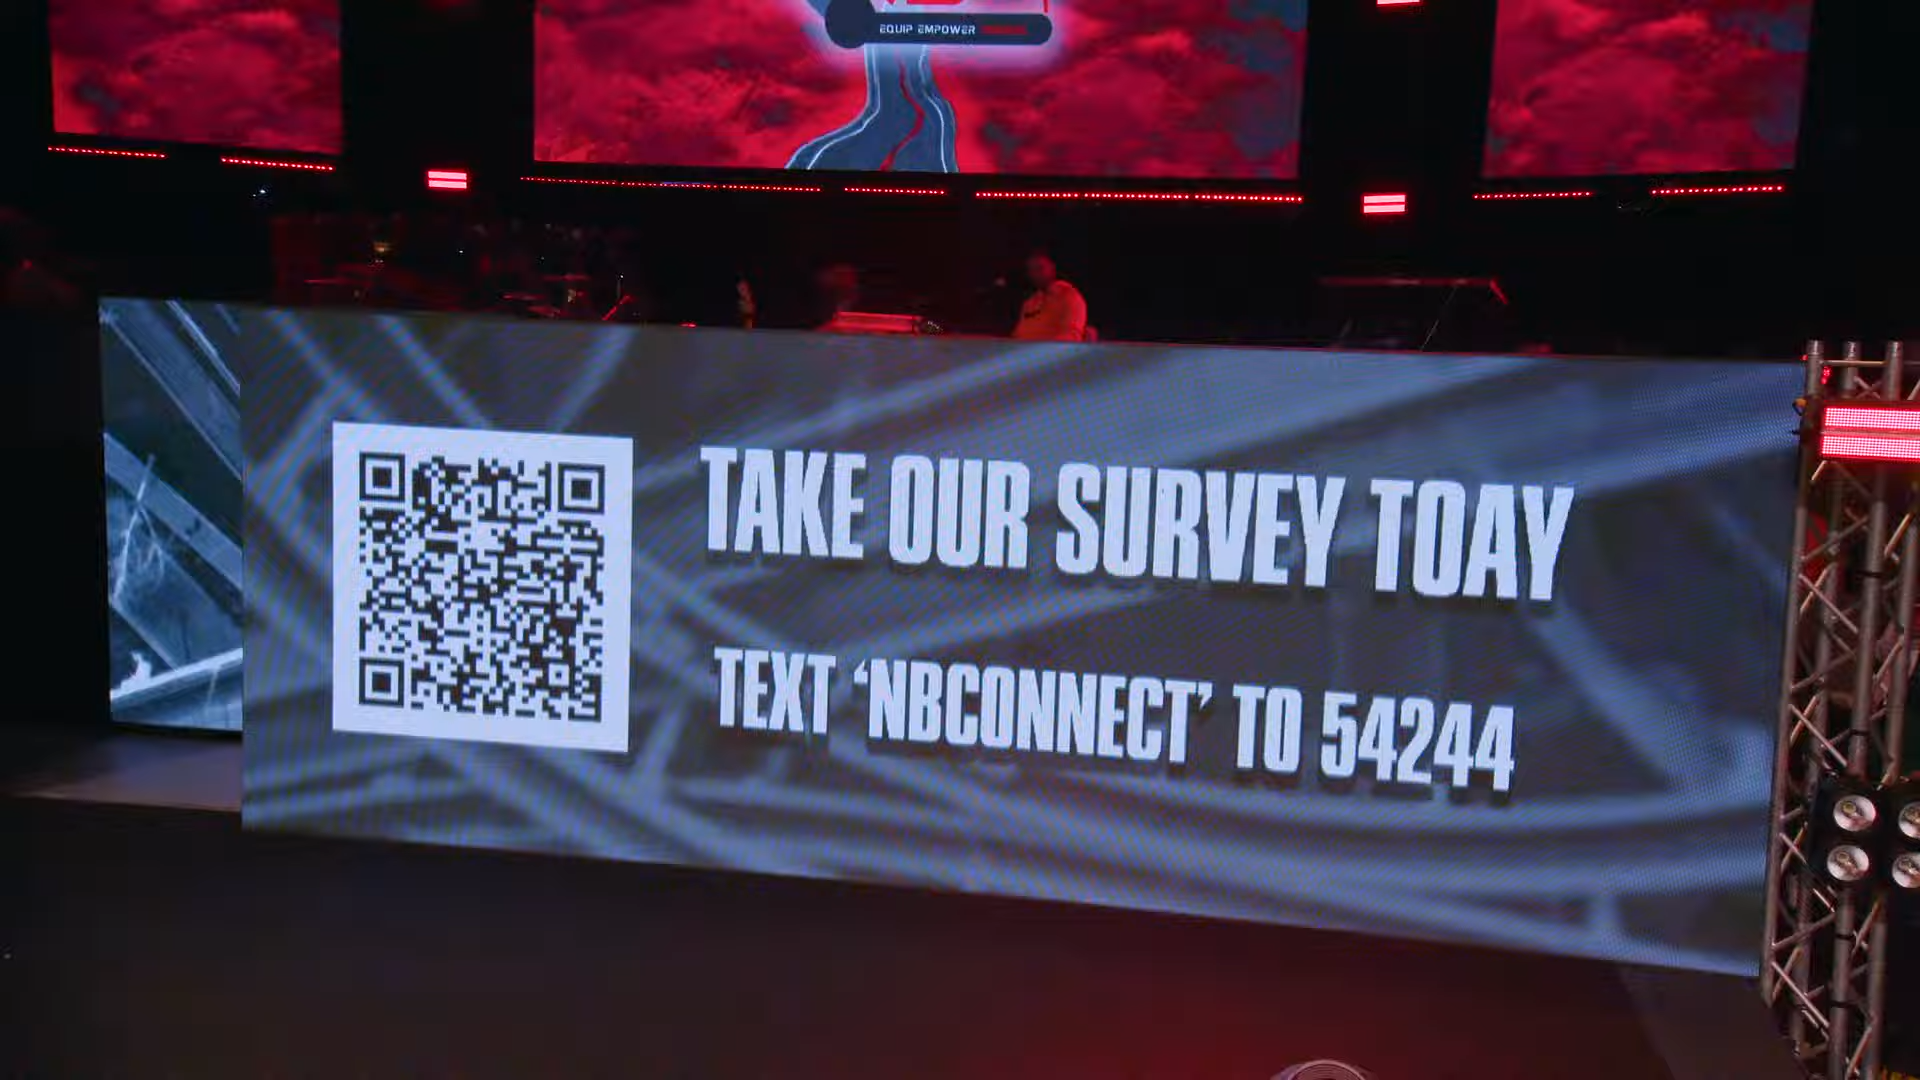 EQUIP EMPOWER
TAKE OUR SURVEY TOAY
TEXT ‘NBCONNECT’ TO 54244